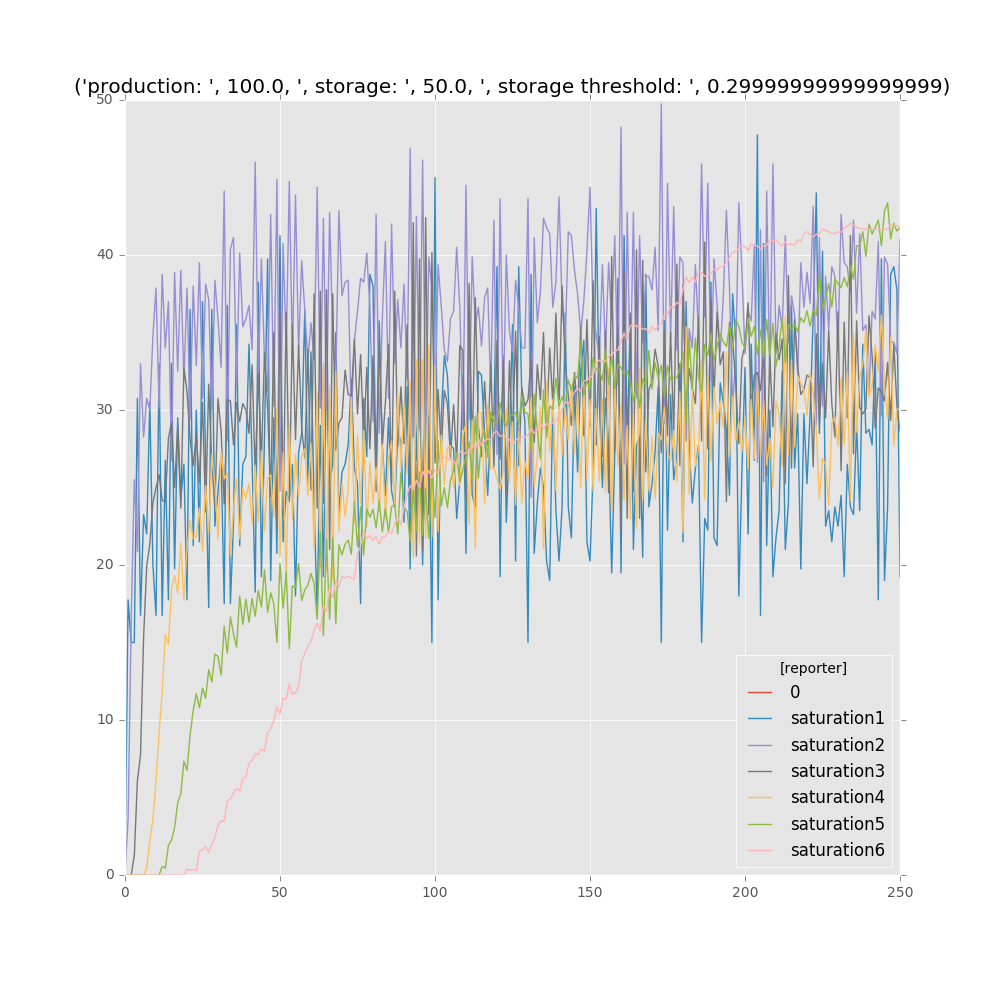 ('production: ', 100.0, ', storage: ', 50.0, ', storage threshold: ', 0.29999999999999999)
50
40
30
20
10
0
0 50 100 150 200 250
[reporter]
0
saturation1
saturation2
saturation3
saturation4
saturation5
saturation6